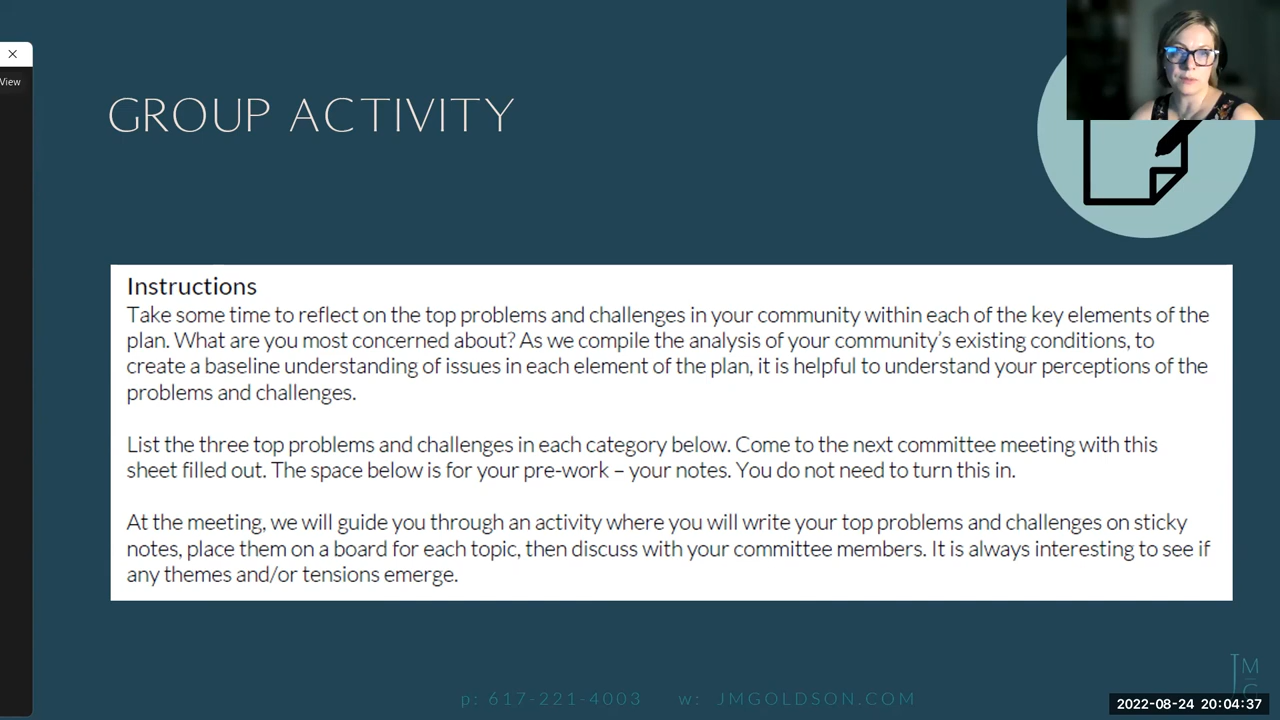 View
GROUP ACTIVITY
Instructions
Take some time to reflect on the top problems and challenges in your community within each of the key elements of the
plan. What are you most concerned about? As we compile the analysis of your community’s existing conditions, to
create a baseline understanding of issues in each element of the plan, it is helpful to understand your perceptions of the
problems and challenges.
List the three top problems and challenges in each category below. Come to the next committee meeting with this
sheet filled out. The space below is for your pre-work – your notes. You do not need to turn this in.
At the meeting, we will guide you through an activity where you will write your top problems and challenges on sticky
notes, place them on a board for each topic, then discuss with your committee members. It is always interesting to see if
any themes and/or tensions emerge.
p: 617-221-4003 w: JMGOLDSON.COM
JM
G
2022-08-24 20:04:37